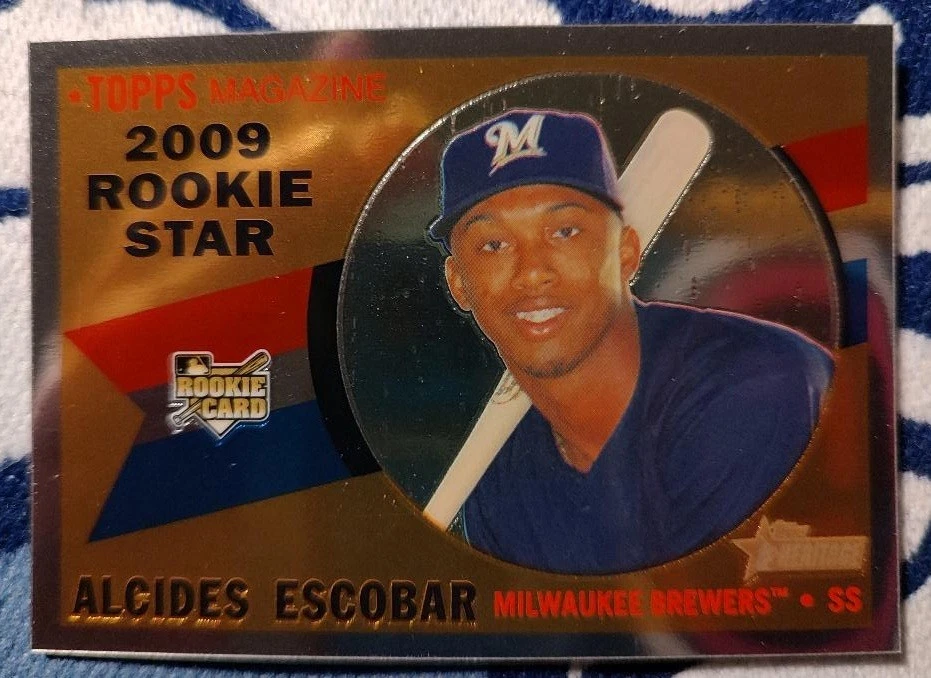 • TOPPS MAGAZINE
2009
ROOKIE
STAR
M
ROOKIE
CARD
HERITAGE
ALCIDES ESCOBAR MILWAUKEE BREWERS™ • SS